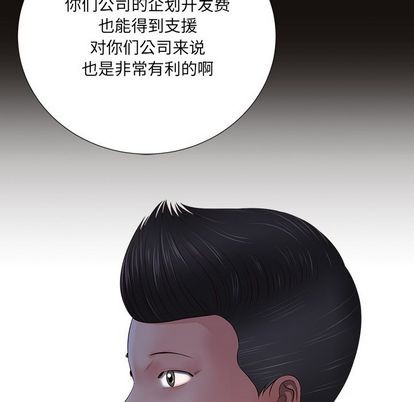 你们公司的企划开发费
也能得到支援
对你们公司来说
也是非常有利的啊